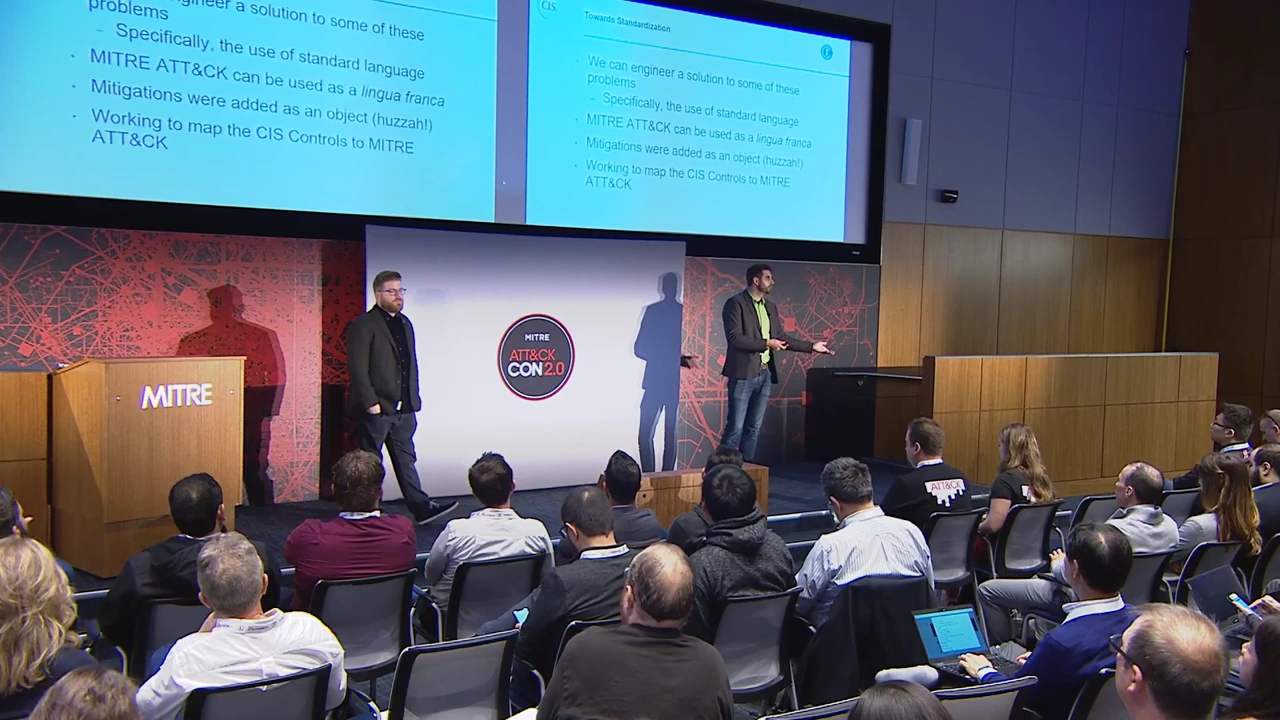 problems
- Specifically, the use of standard language
· MITRE ATT&CK can be used as a lingua franca
· Mitigations were added as an object (huzzah!)
· Working to map the CIS Controls to MITRE
ATT&CK
CIS.
Towards Standardization
· We can engineer a solution to some of these
problems
- Specifically, the use of standard language
· MITRE ATT&CK can be used as a lingua franca
· Mitigations were added as an object (huzzah!)
· Working to map the CIS Controls to MITRE
ATT&CK
MITRE
ATT&CK
CON 2.0
MITRE
ATT&CK